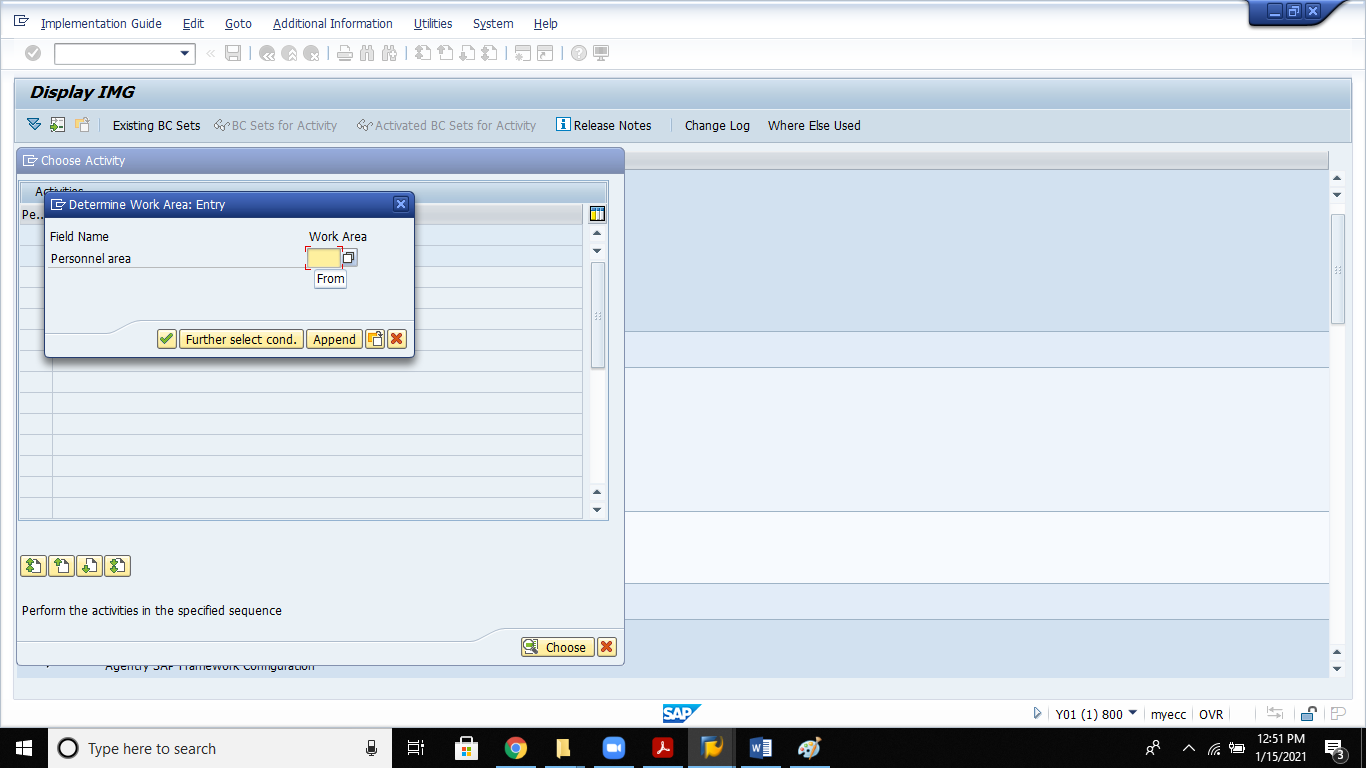 Implementation Guide Edit Goto Additional Information Utilities System Help
Display IMG
Existing BC Sets BC Sets for Activity Activated BC Sets for Activity Release Notes Change Log Where Else Used
Choose Activity
Activities
Determine Work Area: Entry
Pe..
Field Name Work Area
Personnel area
From
Further select cond. Append
Perform the activities in the specified sequence
Choose
Agentry SAP Framework Configuration
SAP
Y01 (1) 800 myecc OVR
Type here to search
12:51 PM
1/15/2021
3